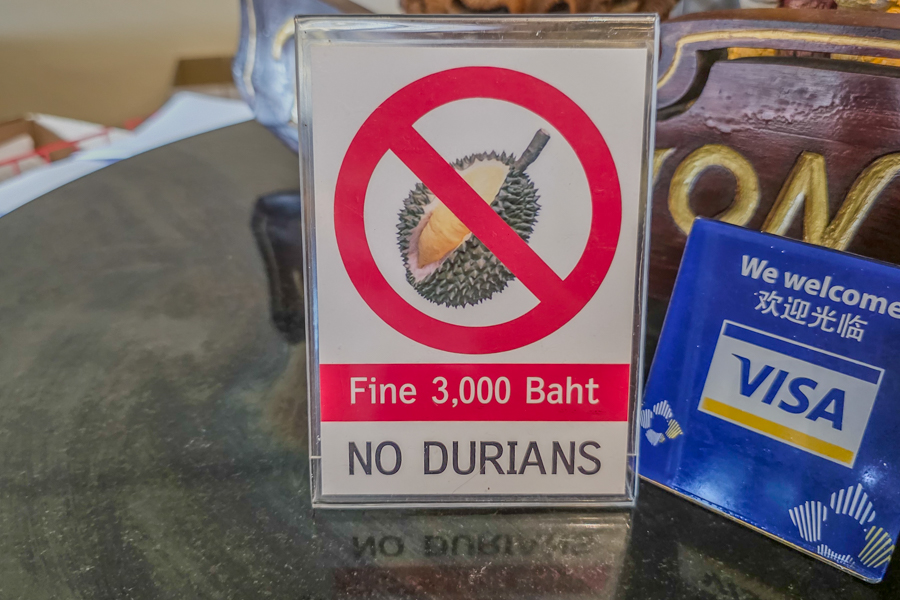 Fine 3,000 Baht
NO DURIANS
We welcome
欢迎光临
VISA